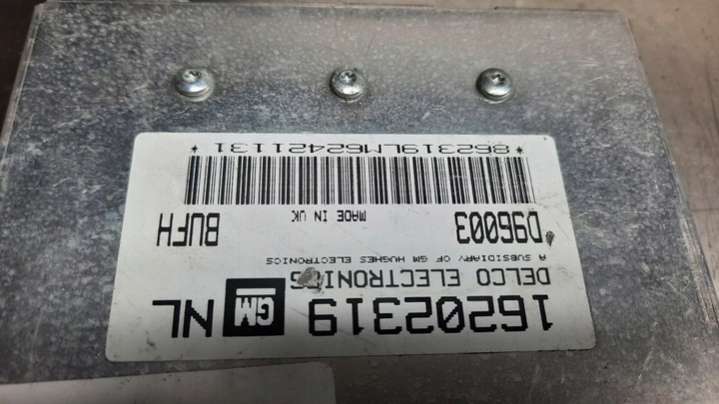 16202319 GM NL
DELCO ELECTRONICS
A SUBSIDIARY OF GM HUGHES ELECTRONICS
D96003 MADE IN UK BUFH
*862319LM62421131*